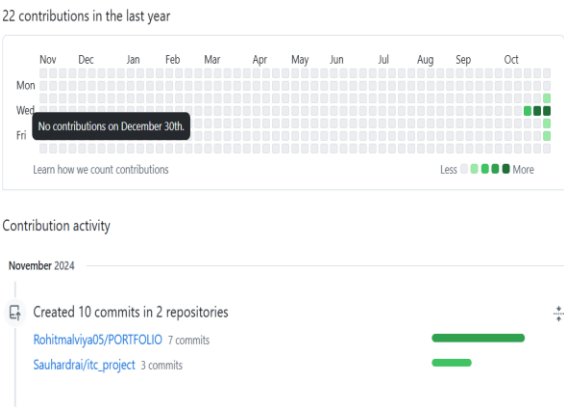 22 contributions in the last year
Nov Dec Jan Feb Mar Apr May Jun Jul Aug Sep Oct
Mon
Wed
No contributions on December 30th.
Fri
Learn how we count contributions Less More
Contribution activity
November 2024
Created 10 commits in 2 repositories
Rohitmalviya05/PORTFOLIO 7 commits
Sauhardrai/itc_project 3 commits